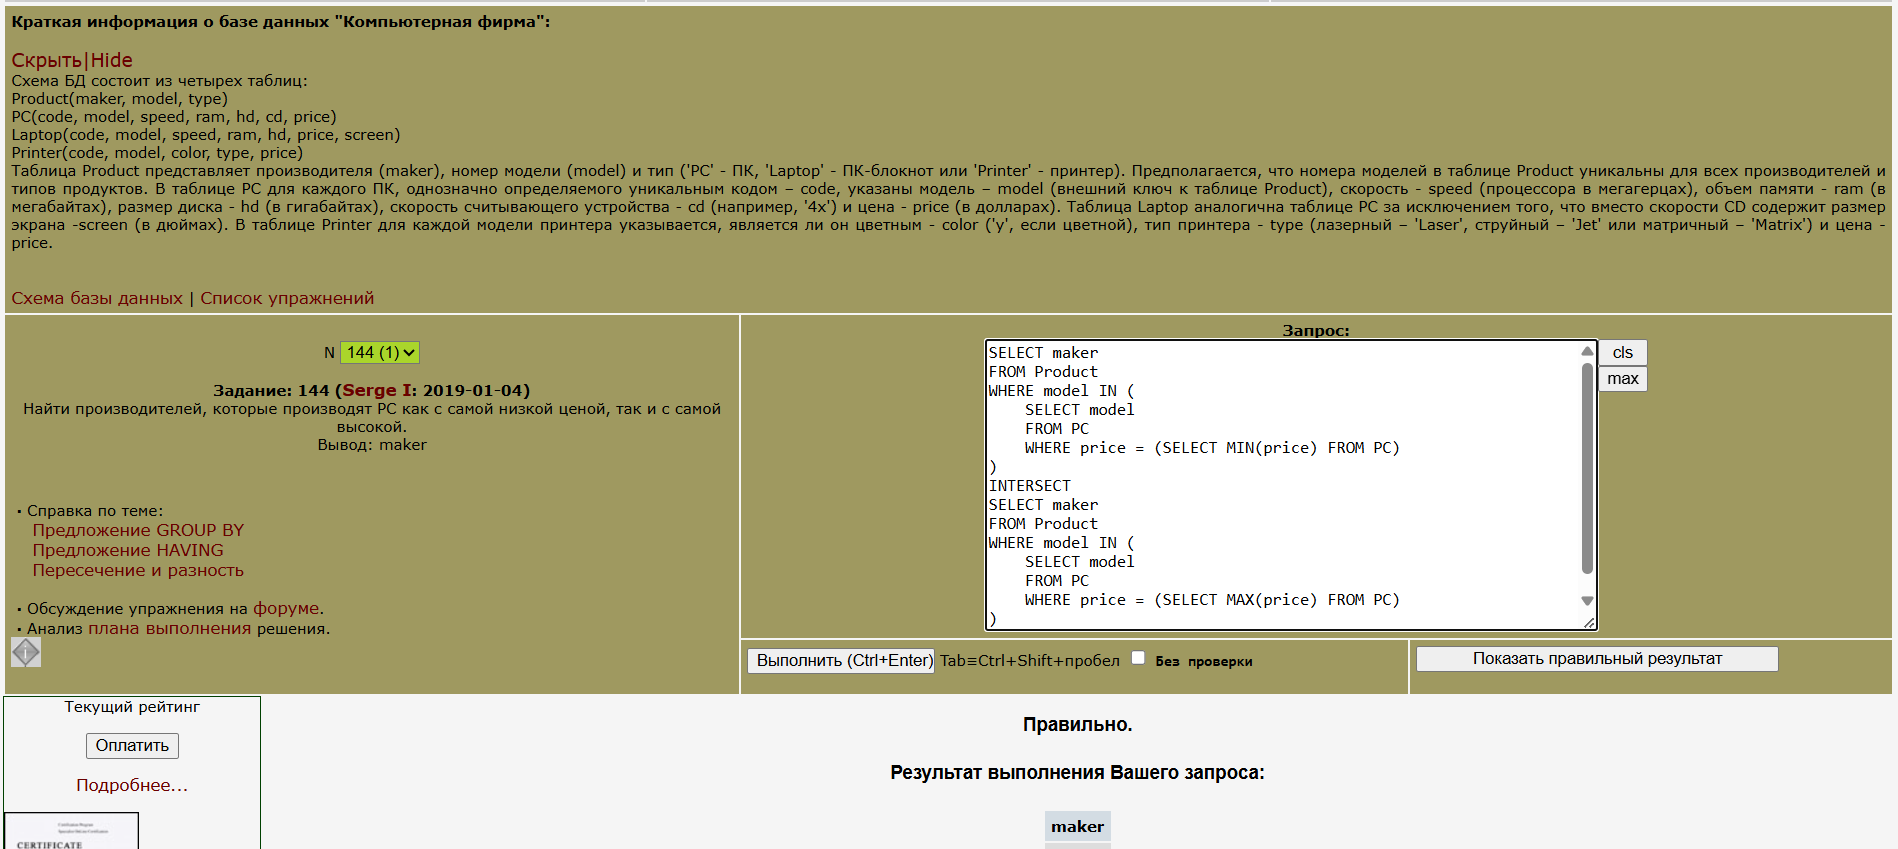 Краткая информация о базе данных "Компьютерная фирма":
Скрыть|Hide
Схема БД состоит из четырех таблиц:
Product(maker, model, type)
PC(code, model, speed, ram, hd, cd, price)
Laptop(code, model, speed, ram, hd, price, screen)
Printer(code, model, color, type, price)
Таблица Product представляет производителя (maker), номер модели (model) и тип ('PC' - ПК, 'Laptop' - ПК-блокнот или 'Printer' - принтер). Предполагается, что номера моделей в таблице Product уникальны для всех производителей и
типов продуктов. В таблице PC для каждого ПК, однозначно определяемого уникальным кодом – code, указаны модель – model (внешний ключ к таблице Product), скорость - speed (процессора в мегагерцах), объем памяти - ram (в
мегабайтах), размер диска - hd (в гигабайтах), скорость считывающего устройства - cd (например, '4x') и цена - price (в долларах). Таблица Laptop аналогична таблице РС за исключением того, что вместо скорости CD содержит размер
экрана -screen (в дюймах). В таблице Printer для каждой модели принтера указывается, является ли он цветным - color ('y', если цветной), тип принтера - type (лазерный – 'Laser', струйный – 'Jet' или матричный – 'Matrix') и цена -
price.
Схема базы данных | Список упражнений
N 144 (1)
Задание: 144 (Serge I: 2019-01-04)
Найти производителей, которые производят PC как с самой низкой ценой, так и с самой
высокой.
Вывод: maker
• Справка по теме:
Предложение GROUP BY
Предложение HAVING
Пересечение и разность
• Обсуждение упражнения на форуме.
• Анализ плана выполнения решения.
Запрос:
SELECT maker
FROM Product
WHERE model IN (
    SELECT model
    FROM PC
    WHERE price = (SELECT MIN(price) FROM PC)
)
INTERSECT
SELECT maker
FROM Product
WHERE model IN (
    SELECT model
    FROM PC
    WHERE price = (SELECT MAX(price) FROM PC)
)
cls
max
Выполнить (Ctrl+Enter) Tab≡Ctrl+Shift+пробел Без проверки
Показать правильный результат
Текущий рейтинг
Оплатить
Подробнее...
CERTIFICATE
Правильно.
Результат выполнения Вашего запроса:
maker